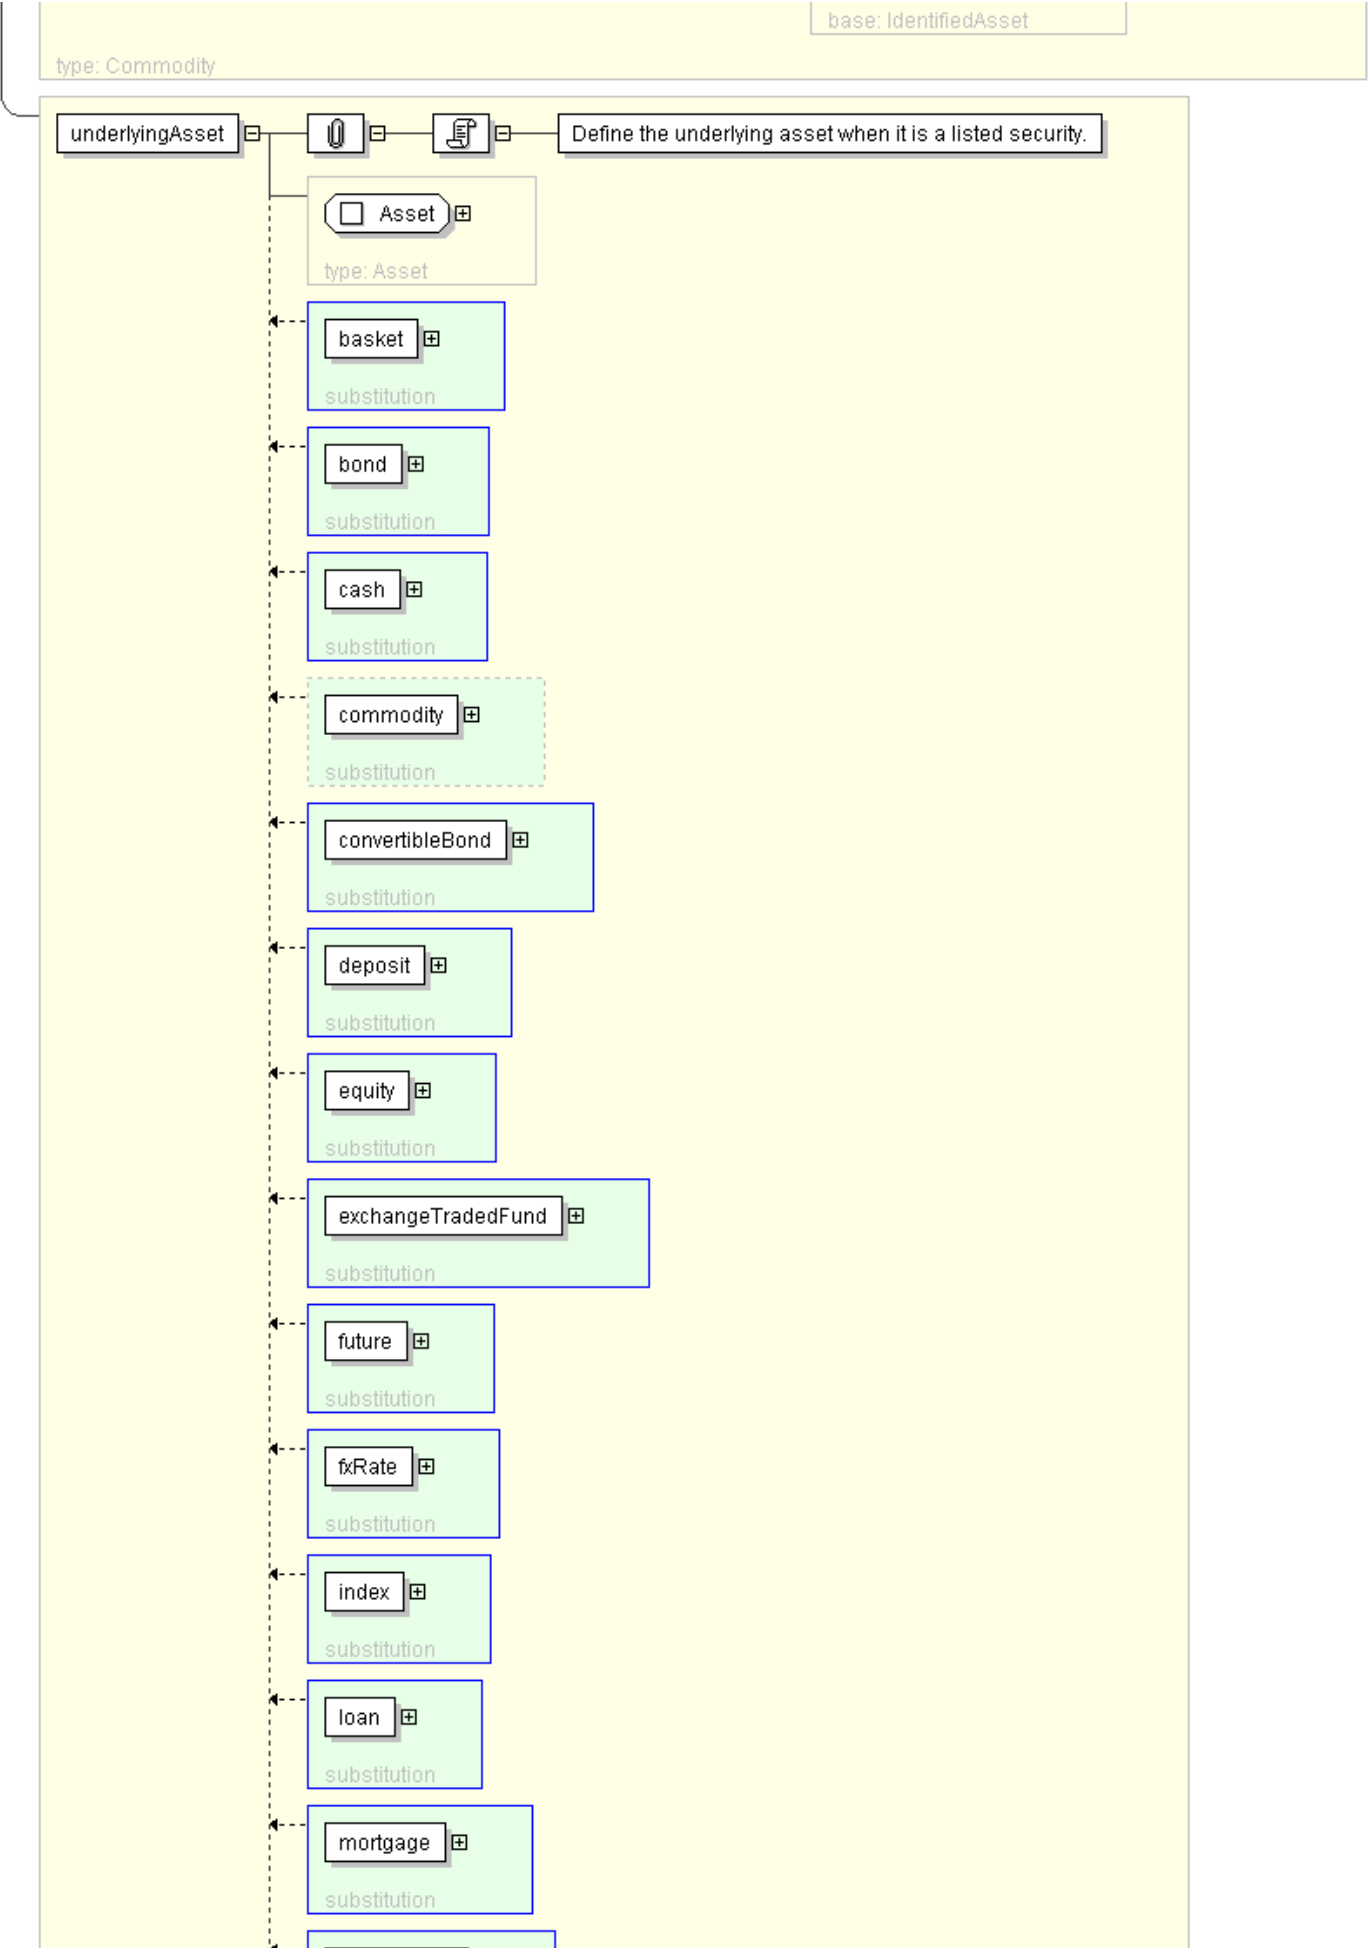 base: IdentifiedAsset
type: Commodity
underlyingAsset
Define the underlying asset when it is a listed security.
Asset
type: Asset
basket
substitution
bond
substitution
cash
substitution
commodity
substitution
convertibleBond
substitution
deposit
substitution
equity
substitution
exchangeTradedFund
substitution
future
substitution
fxRate
substitution
index
substitution
loan
substitution
mortgage
substitution